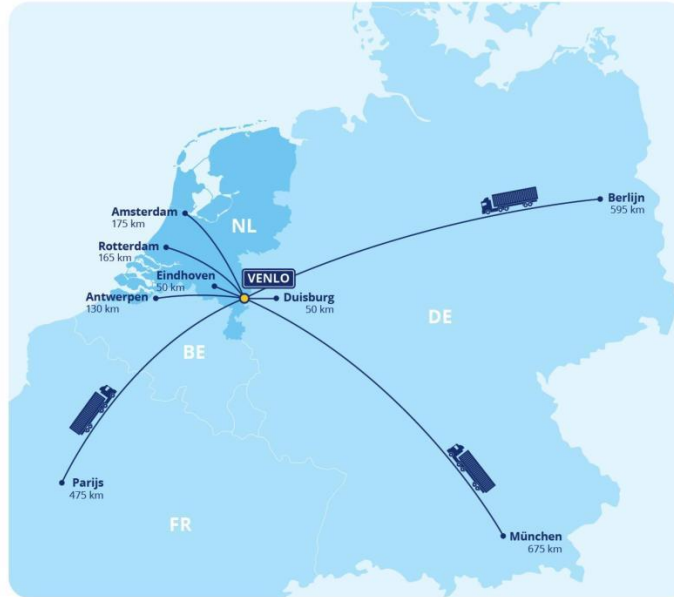 Amsterdam
175 km
NL
Berlijn
595 km
Rotterdam
165 km
Eindhoven
50 km
VENLO
Antwerpen
130 km
Duisburg
50 km
DE
BE
Parijs
475 km
FR
München
675 km